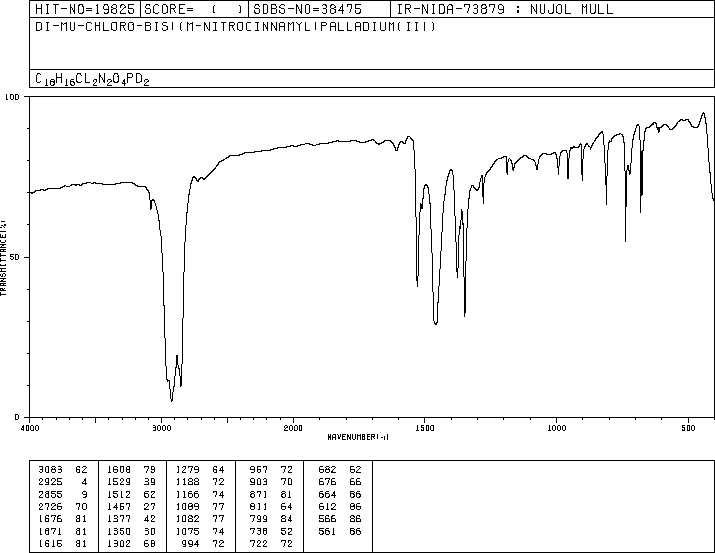 HIT-NO=19825 SCORE= ( ) SDBS-NO=38475 IR-NIDA-73879 : NUJOL MULL
DI-MU-CHLORO-BIS((M-NITROCINNAMYL)PALLADIUM(II))
C18H16CL2N2O4PD2
100
50
0
TRANSMITTANCE(%)
4000 3000 2000 1500 1000 500
WAVENUMBER(-1)
3083 62 1608 79 1279 64 967 72 682 62
2925 4 1529 39 1188 72 903 70 676 66
2855 9 1512 62 1166 74 871 81 664 86
2726 70 1467 27 1089 77 811 64 612 86
1676 81 1377 42 1082 77 799 84 566 86
1671 81 1350 30 1075 74 738 52 561 86
1615 81 1302 68 994 72 722 72